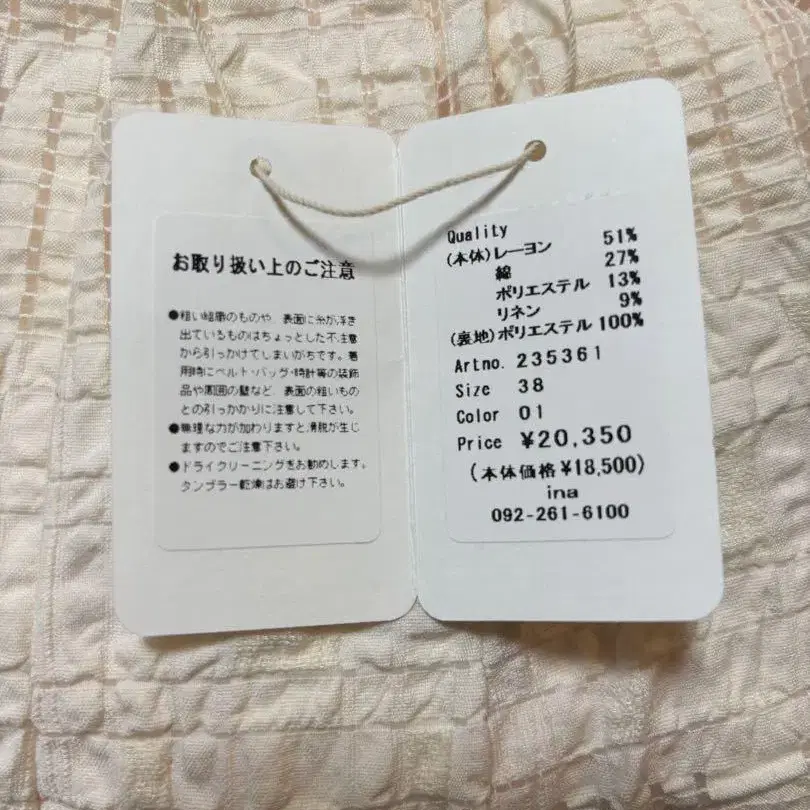 お取り扱い上のご注意
●粗い組織のものや、表面に糸が浮き
出ているものはちょっとした不注意
から引っかけてしまいがちです。着
用時にベルト・バッグ・時計等の装飾
品や周囲の壁など、表面の粗いもの
との引っかかりに注意して下さい。
●無理な力が加わりますと滑脱が生じ
ますのでご注意下さい。
●ドライクリーニングをお勧めします。
タンブラー乾燥はお避け下さい。
Quality
(本体)レーヨン 51%
綿 27%
ポリエステル 13%
リネン 9%
(裏地)ポリエステル 100%
Artno. 235361
Size 38
Color 01
Price ¥20,350
(本体価格¥18,500)
ina
092-261-6100